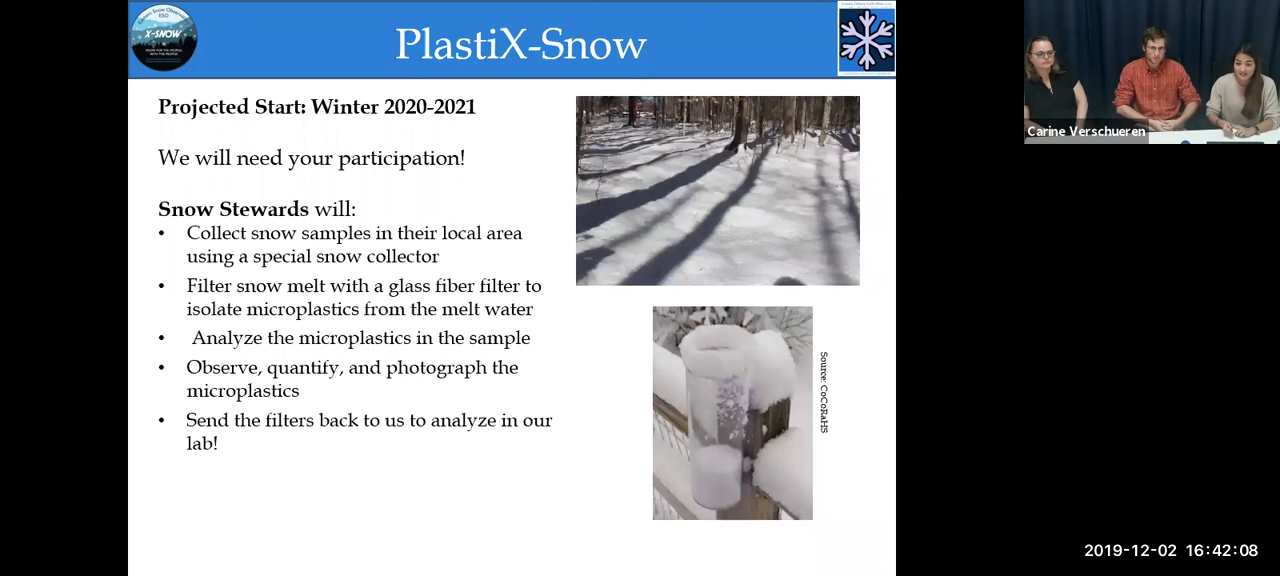 X-SNOW
PlastiX-Snow
Projected Start: Winter 2020-2021
We will need your participation!
Snow Stewards will:
• Collect snow samples in their local area
using a special snow collector
• Filter snow melt with a glass fiber filter to
isolate microplastics from the melt water
• Analyze the microplastics in the sample
• Observe, quantify, and photograph the
microplastics
• Send the filters back to us to analyze in our
lab!
Source: CoCoRaHS
Carine Verschueren
2019-12-02 16:42:08